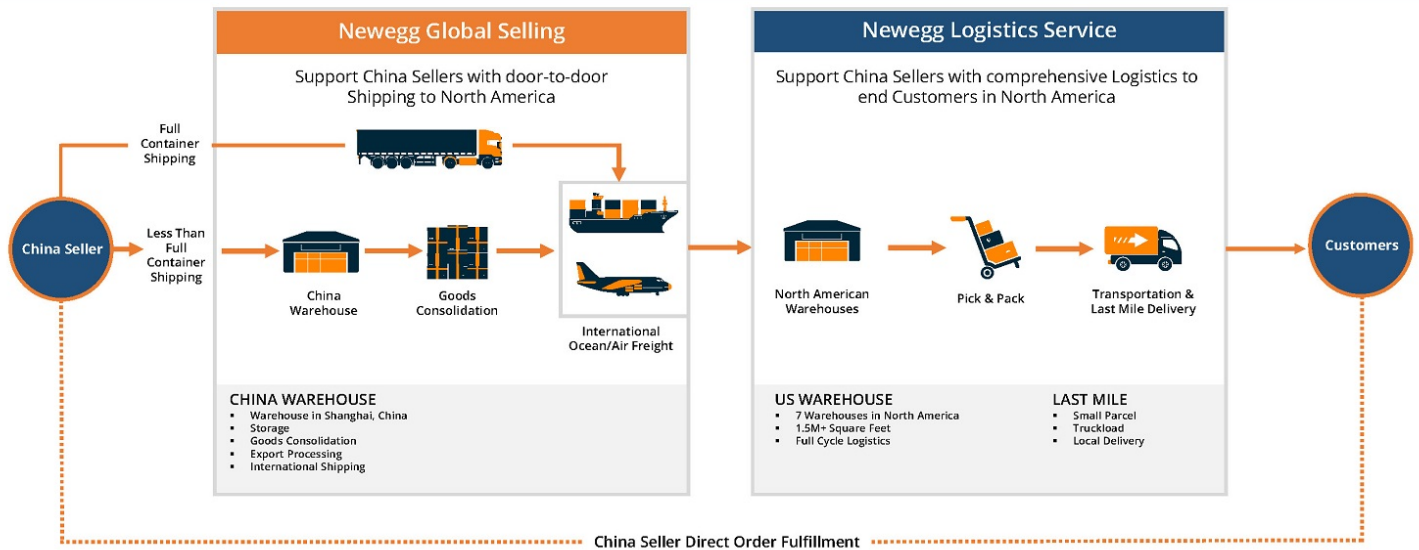 Newegg Global Selling
Support China Sellers with door-to-door
Shipping to North America
Newegg Logistics Service
Support China Sellers with comprehensive Logistics to
end Customers in North America
Full
Container
Shipping
China Seller
Less Than
Full
Container
Shipping
China
Warehouse
Goods
Consolidation
International
Ocean/Air Freight
North American
Warehouses
Pick & Pack
Transportation &
Last Mile Delivery
Customers
CHINA WAREHOUSE
▪ Warehouse in Shanghai, China
▪ Storage
▪ Goods Consolidation
▪ Export Processing
▪ International Shipping
US WAREHOUSE
▪ 7 Warehouses in North America
▪ 1.5M+ Square Feet
▪ Full Cycle Logistics
LAST MILE
▪ Small Parcel
▪ Truckload
▪ Local Delivery
China Seller Direct Order Fulfillment